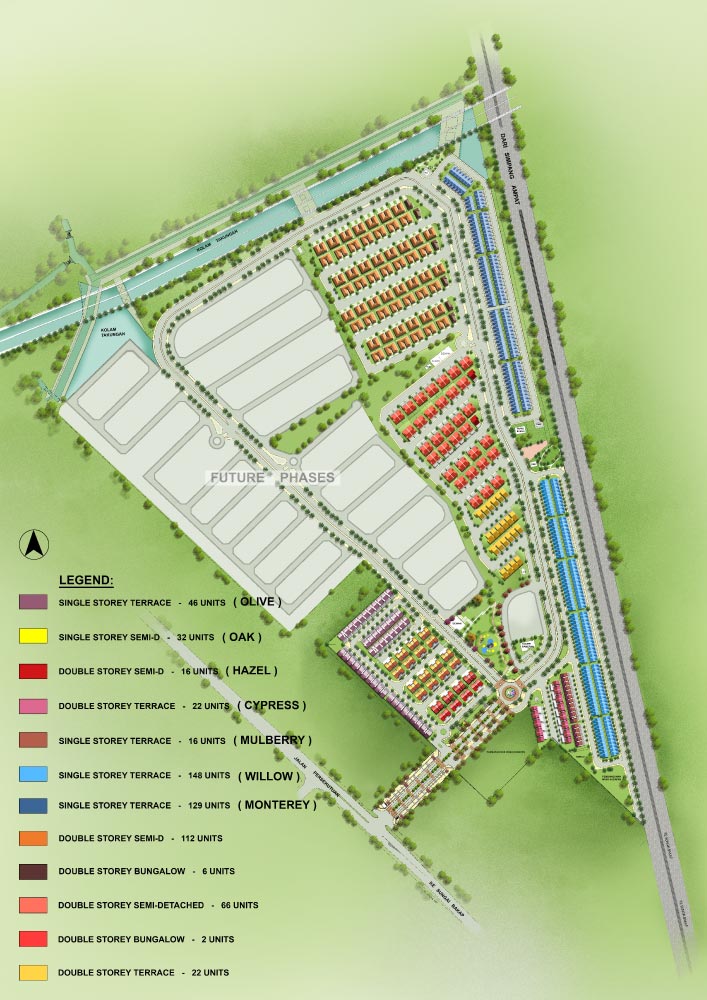 DARI SIMPANG AMPAT
KOLAM TAKUNGAN
KOLAM
TAKUNGAN
FUTURE PHASES
LEGEND:
SINGLE STOREY TERRACE - 46 UNITS ( OLIVE )
SINGLE STOREY SEMI-D - 32 UNITS ( OAK )
DOUBLE STOREY SEMI-D - 16 UNITS ( HAZEL )
DOUBLE STOREY TERRACE - 22 UNITS ( CYPRESS )
SINGLE STOREY TERRACE - 16 UNITS ( MULBERRY )
SINGLE STOREY TERRACE - 148 UNITS ( WILLOW )
SINGLE STOREY TERRACE - 129 UNITS ( MONTEREY )
DOUBLE STOREY SEMI-D - 112 UNITS
DOUBLE STOREY BUNGALOW - 6 UNITS
DOUBLE STOREY SEMI-DETACHED - 66 UNITS
DOUBLE STOREY BUNGALOW - 2 UNITS
DOUBLE STOREY TERRACE - 22 UNITS
JALAN PERSEKUTUAN
KE SUNGAI BAKAP